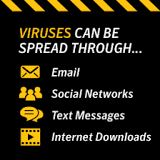 VIRUSES CAN BE
SPREAD THROUGH...
Email
Social Networks
Text Messages
Internet Downloads